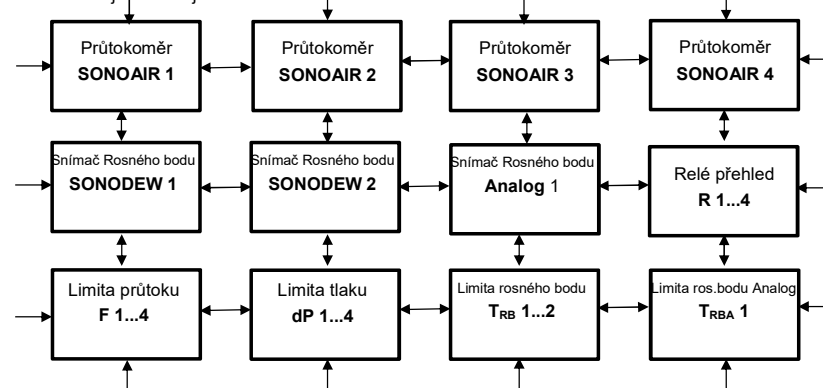 Průtokoměr
SONOAIR 1
Průtokoměr
SONOAIR 2
Průtokoměr
SONOAIR 3
Průtokoměr
SONOAIR 4
Snímač Rosného bodu
SONODEW 1
Snímač Rosného bodu
SONODEW 2
Snímač Rosného bodu
Analog 1
Relé přehled
R 1...4
Limita průtoku
F 1...4
Limita tlaku
dP 1...4
Limita rosného bodu
TRB 1...2
Limita ros.bodu Analog
TRBA 1